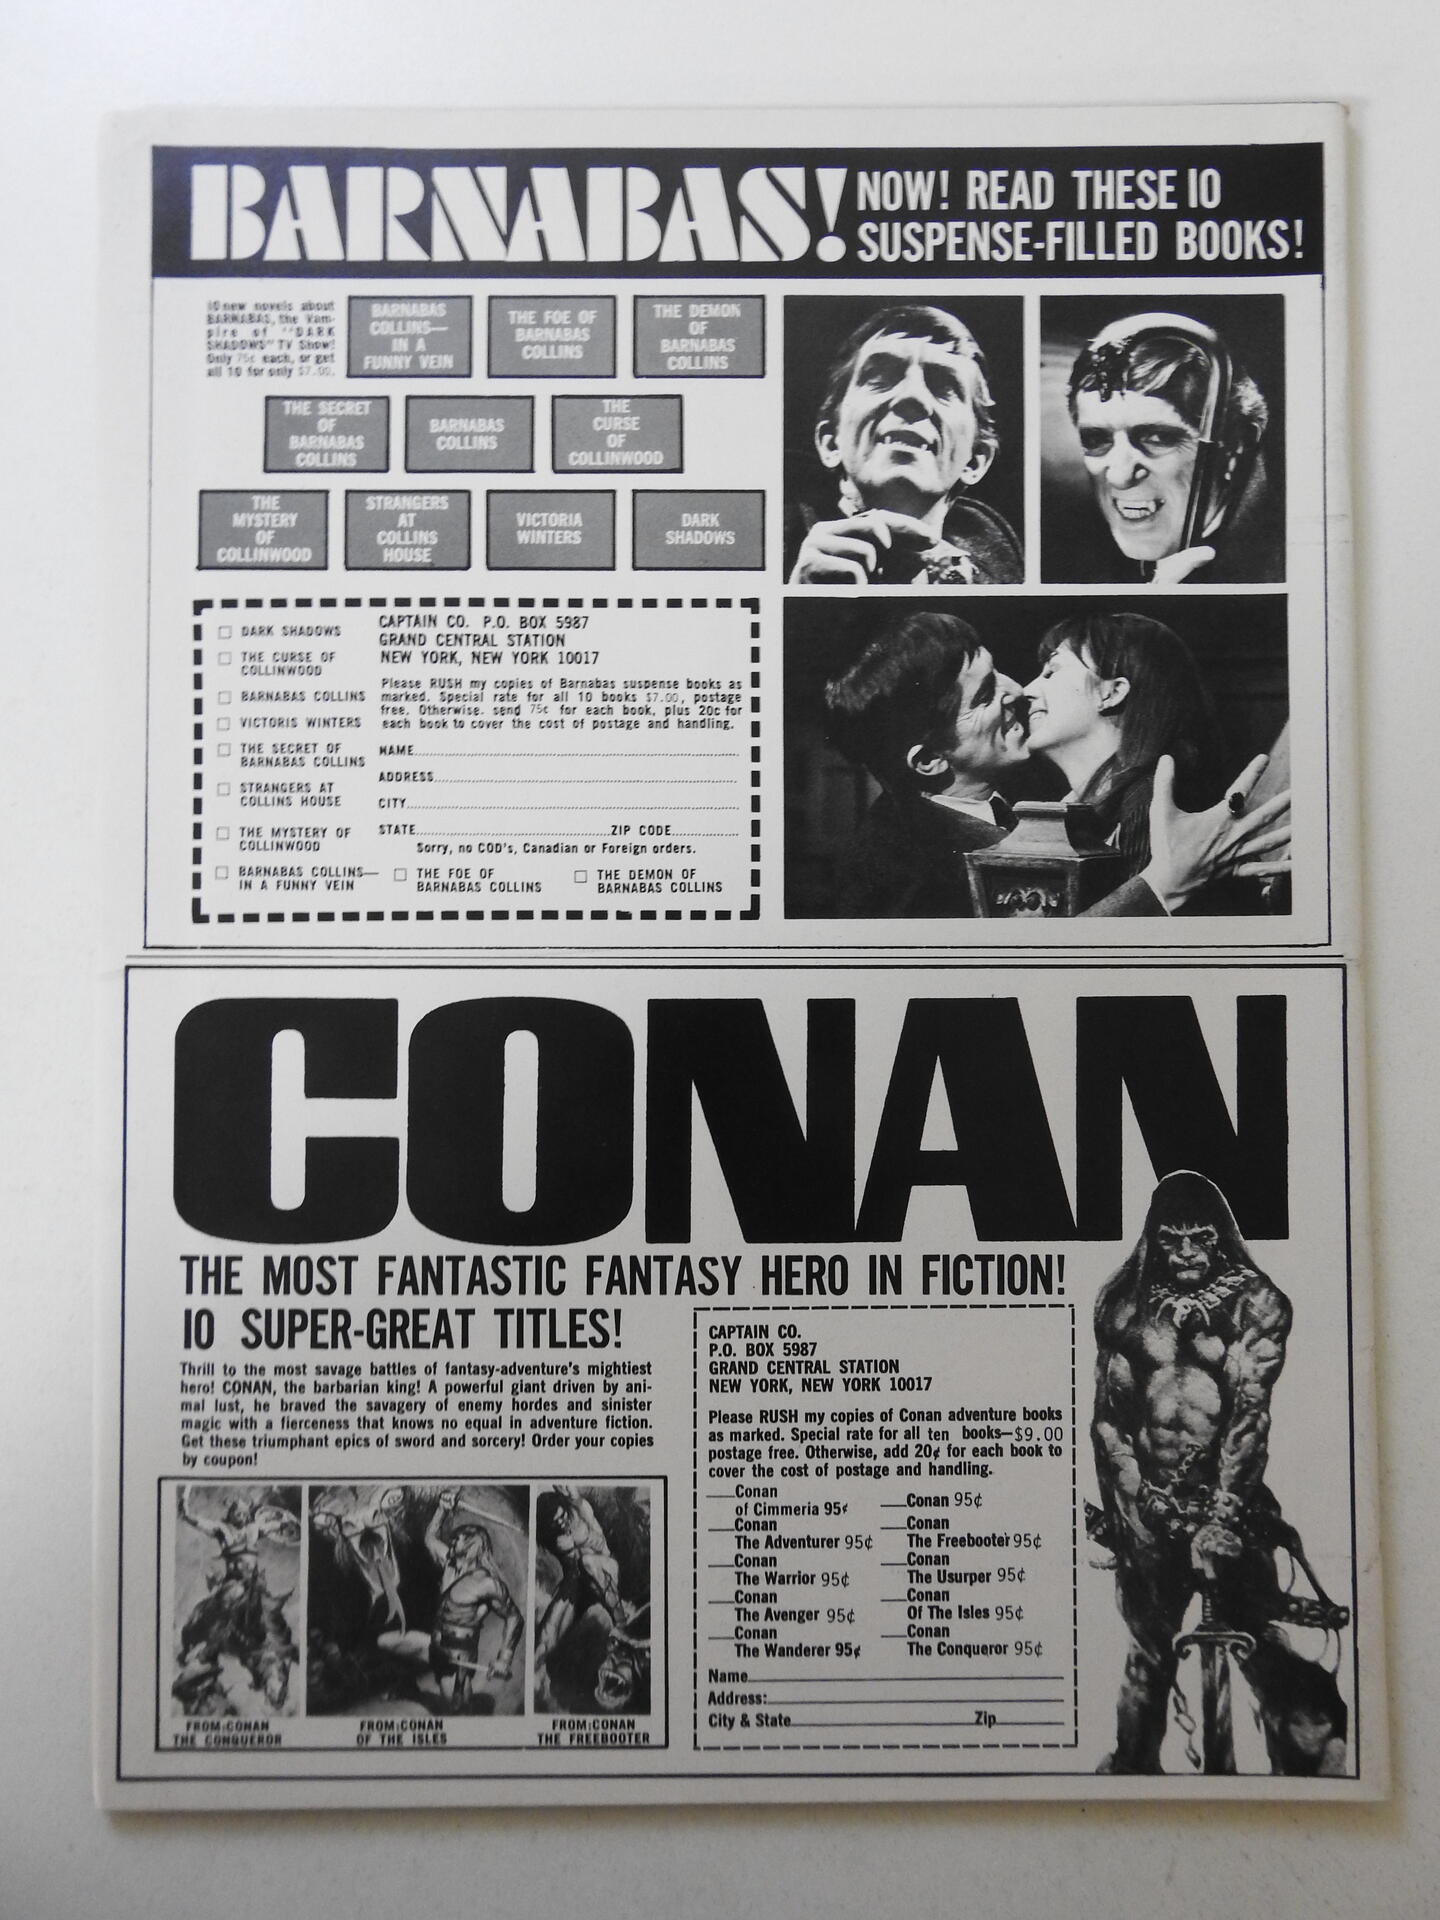 BARNABAS!
NOW! READ THESE 10
SUSPENSE-FILLED BOOKS!
10 new novels about
BARNABAS, the Vam-
pire of "DARK
SHADOWS" TV Show!
Only 75¢ each, or get
all 10 for only $7.00.
BARNABAS
COLLINS—
IN A
FUNNY VEIN
THE FOE OF
BARNABAS
COLLINS
THE DEMON
OF
BARNABAS
COLLINS
THE SECRET
OF
BARNABAS
COLLINS
BARNABAS
COLLINS
THE
CURSE
OF
COLLINWOOD
THE
MYSTERY
OF
COLLINWOOD
STRANGERS
AT
COLLINS
HOUSE
VICTORIA
WINTERS
DARK
SHADOWS
DARK SHADOWS
THE CURSE OF
COLLINWOOD
BARNABAS COLLINS
VICTORIS WINTERS
THE SECRET OF
BARNABAS COLLINS
STRANGERS AT
COLLINS HOUSE
THE MYSTERY OF
COLLINWOOD
BARNABAS COLLINS—
IN A FUNNY VEIN
THE FOE OF
BARNABAS COLLINS
THE DEMON OF
BARNABAS COLLINS
CAPTAIN CO. P.O. BOX 5987
GRAND CENTRAL STATION
NEW YORK, NEW YORK 10017
Please RUSH my copies of Barnabas suspense books as
marked. Special rate for all 10 books $7.00, postage
free. Otherwise. send 75¢ for each book, plus 20c for
each book to cover the cost of postage and handling.
NAME
ADDRESS
CITY
STATE ZIP CODE
Sorry, no COD's, Canadian or Foreign orders.
CONAN
THE MOST FANTASTIC FANTASY HERO IN FICTION!
10 SUPER-GREAT TITLES!
Thrill to the most savage battles of fantasy-adventure's mightiest
hero! CONAN, the barbarian king! A powerful giant driven by ani-
mal lust, he braved the savagery of enemy hordes and sinister
magic with a fierceness that knows no equal in adventure fiction.
Get these triumphant epics of sword and sorcery! Order your copies
by coupon!
FROM:CONAN
THE CONQUEROR
FROM:CONAN
OF THE ISLES
FROM:CONAN
THE FREEBOOTER
CAPTAIN CO.
P.O. BOX 5987
GRAND CENTRAL STATION
NEW YORK, NEW YORK 10017
Please RUSH my copies of Conan adventure books
as marked. Special rate for all ten books—$9.00
postage free. Otherwise, add 20¢ for each book to
cover the cost of postage and handling.
Conan
of Cimmeria 95¢
Conan
The Adventurer 95¢
Conan
The Warrior 95¢
Conan
The Avenger 95¢
Conan
The Wanderer 95¢
Conan 95¢
Conan
The Freebooter 95¢
Conan
The Usurper 95¢
Conan
Of The Isles 95¢
Conan
The Conqueror 95¢
Name
Address:
City & State Zip